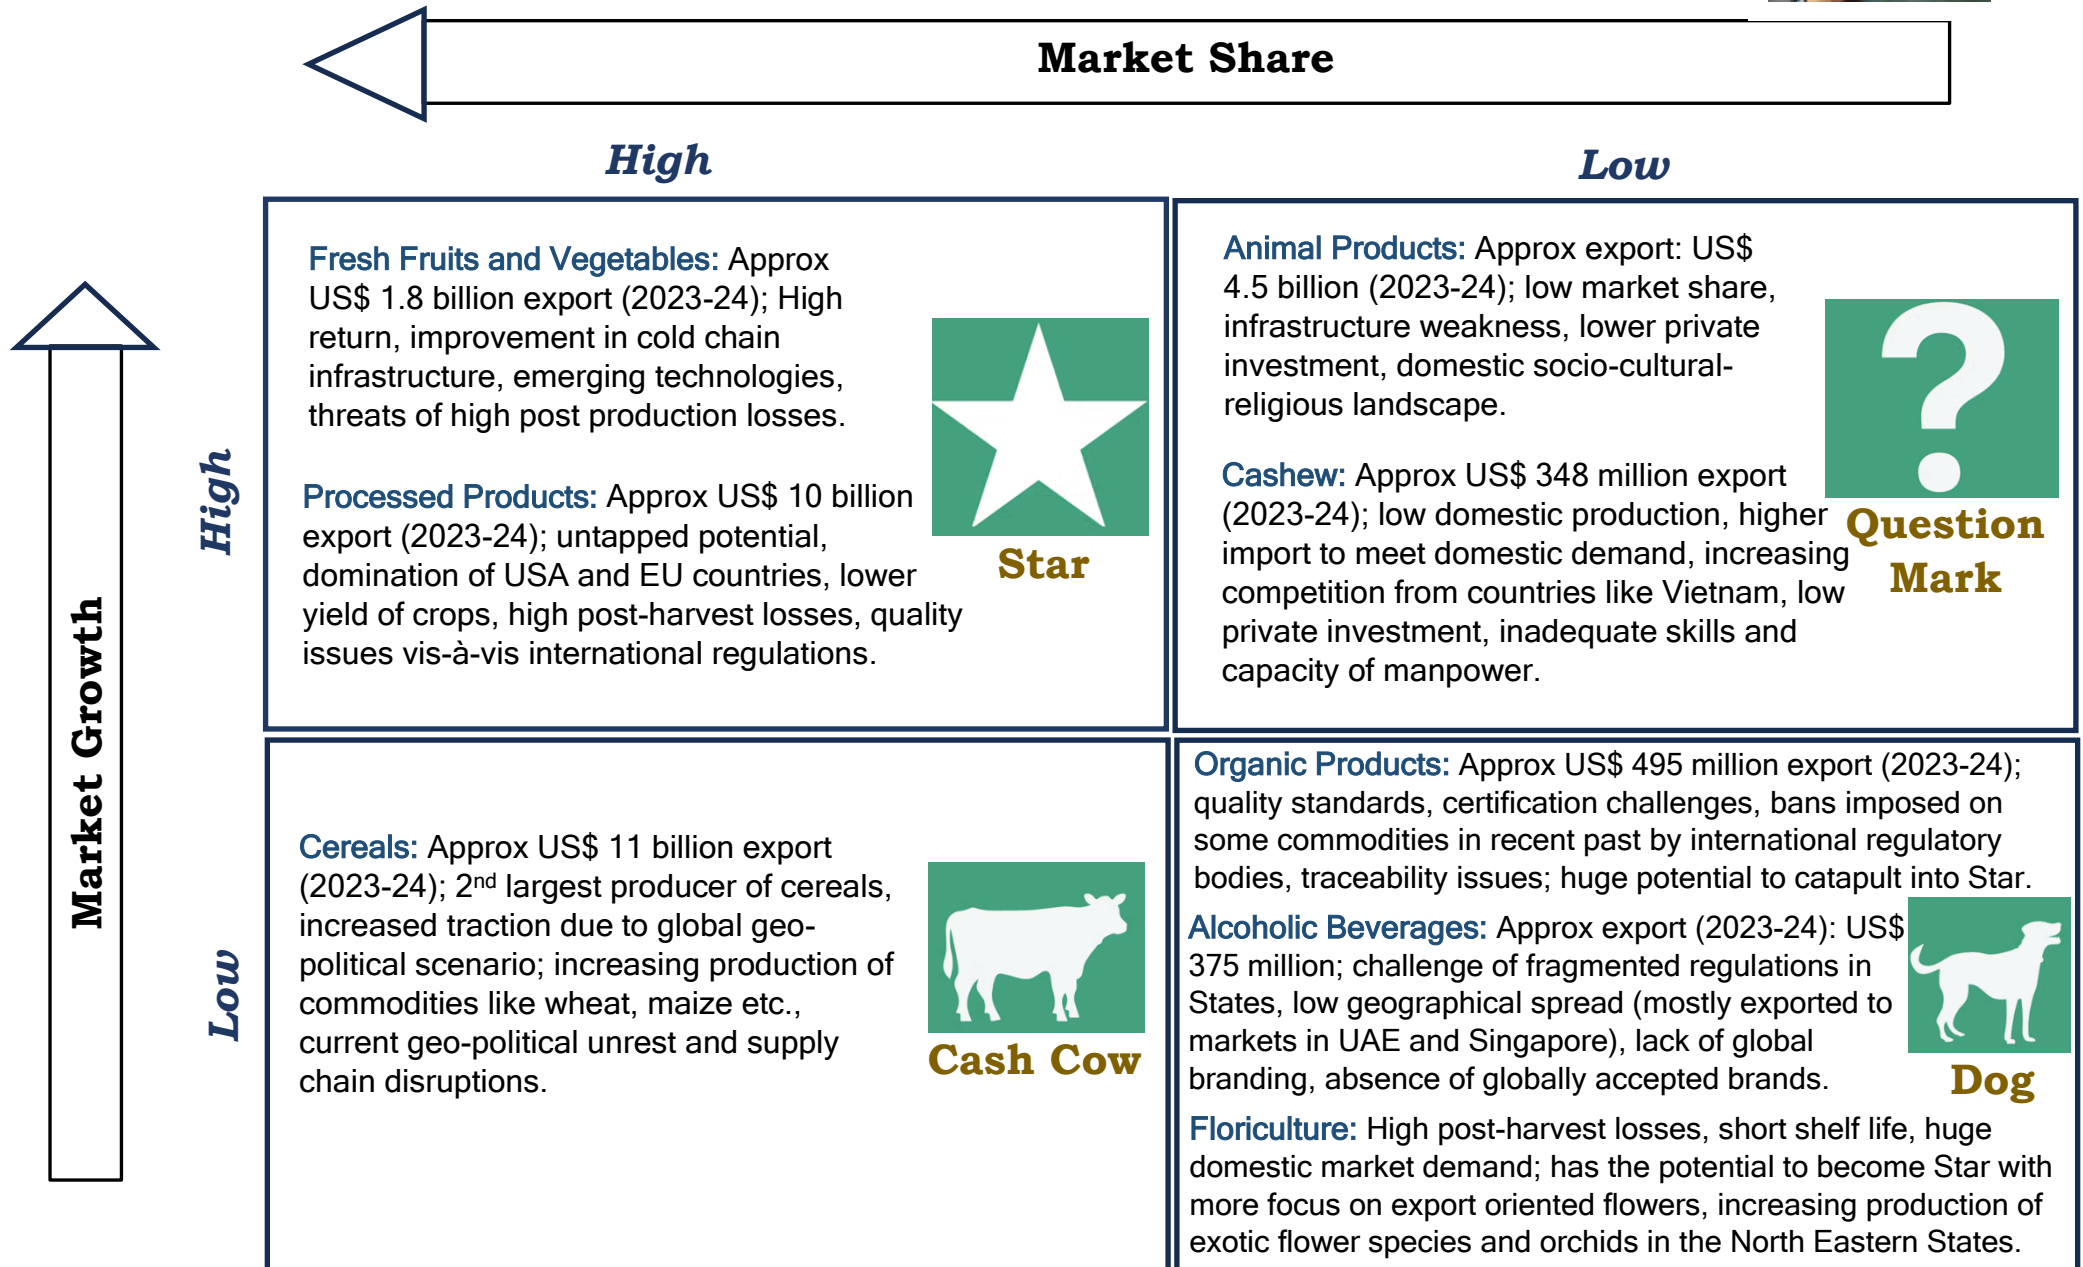 Market Share
High
Low
Market Growth
High
Low
Fresh Fruits and Vegetables: Approx
US$ 1.8 billion export (2023-24); High
return, improvement in cold chain
infrastructure, emerging technologies,
threats of high post production losses.
Processed Products: Approx US$ 10 billion
export (2023-24); untapped potential,
domination of USA and EU countries, lower
yield of crops, high post-harvest losses, quality
issues vis-à-vis international regulations.
Star
Animal Products: Approx export: US$
4.5 billion (2023-24); low market share,
infrastructure weakness, lower private
investment, domestic socio-cultural-
religious landscape.
Cashew: Approx US$ 348 million export
(2023-24); low domestic production, higher
import to meet domestic demand, increasing
competition from countries like Vietnam, low
private investment, inadequate skills and
capacity of manpower.
?
Question
Mark
Cereals: Approx US$ 11 billion export
(2023-24); 2nd largest producer of cereals,
increased traction due to global geo-
political scenario; increasing production of
commodities like wheat, maize etc.,
current geo-political unrest and supply
chain disruptions.
Cash Cow
Organic Products: Approx US$ 495 million export (2023-24);
quality standards, certification challenges, bans imposed on
some commodities in recent past by international regulatory
bodies, traceability issues; huge potential to catapult into Star.
Alcoholic Beverages: Approx export (2023-24): US$
375 million; challenge of fragmented regulations in
States, low geographical spread (mostly exported to
markets in UAE and Singapore), lack of global
branding, absence of globally accepted brands.
Dog
Floriculture: High post-harvest losses, short shelf life, huge
domestic market demand; has the potential to become Star with
more focus on export oriented flowers, increasing production of
exotic flower species and orchids in the North Eastern States.